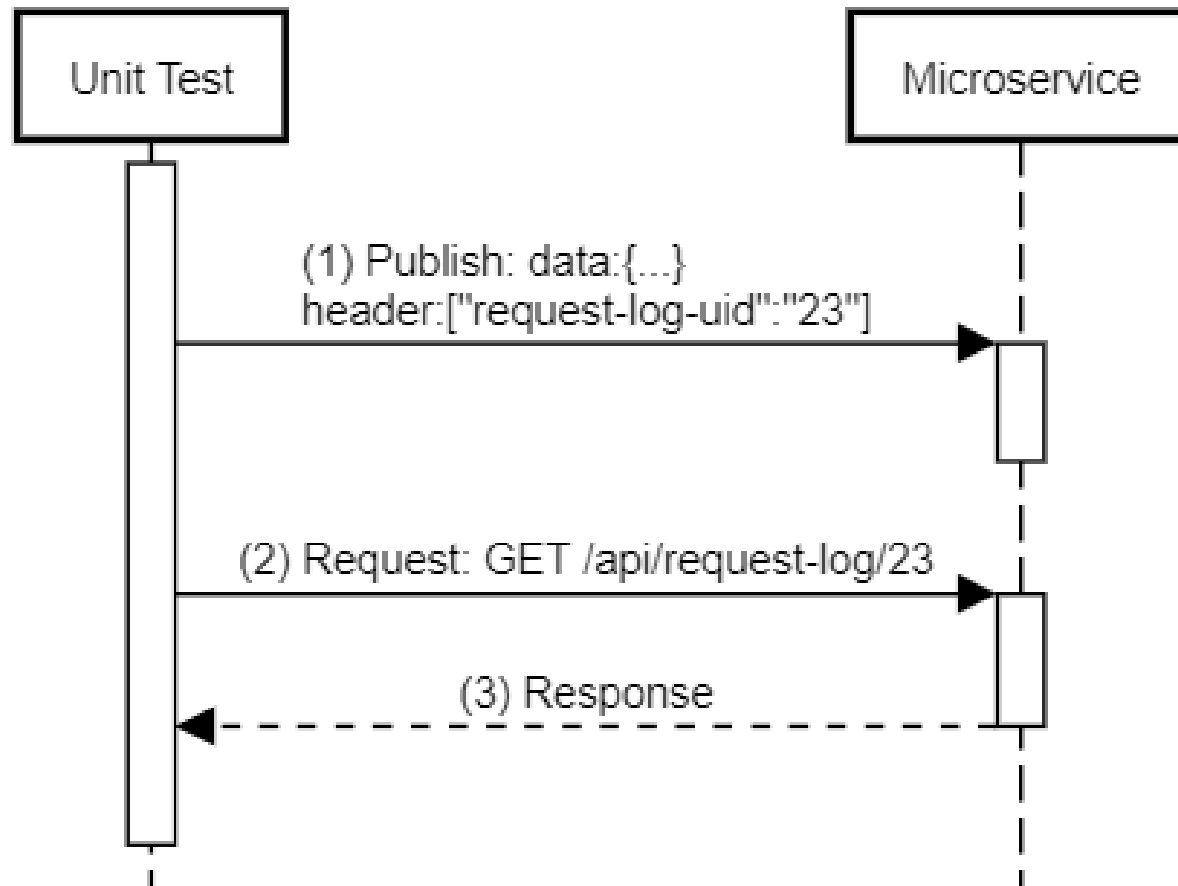 Unit Test
Microservice
(1) Publish: data:{...}
header:["request-log-uid":"23"]
(2) Request: GET /api/request-log/23
(3) Response